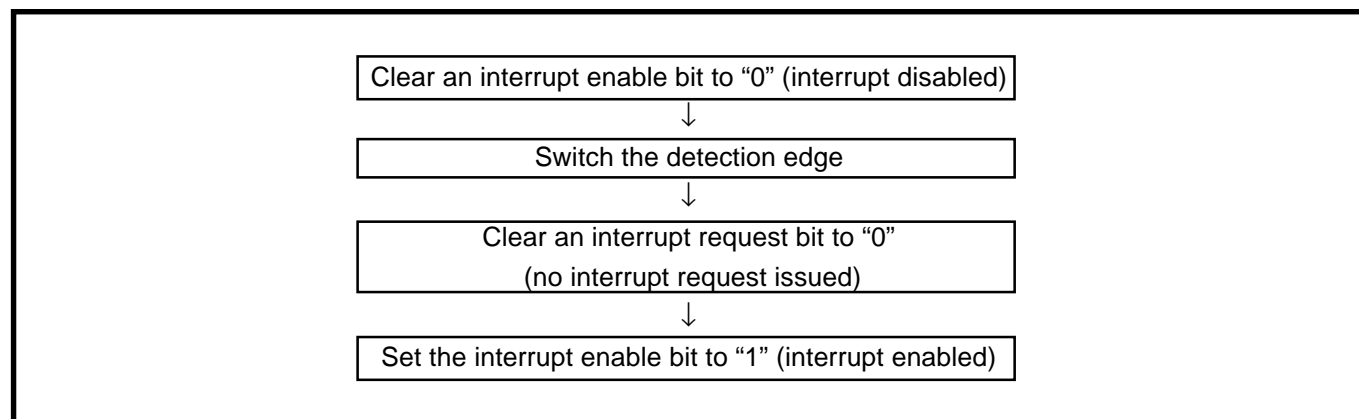 Clear an interrupt enable bit to “0” (interrupt disabled)
↓
Switch the detection edge
↓
Clear an interrupt request bit to “0”
(no interrupt request issued)
↓
Set the interrupt enable bit to “1” (interrupt enabled)